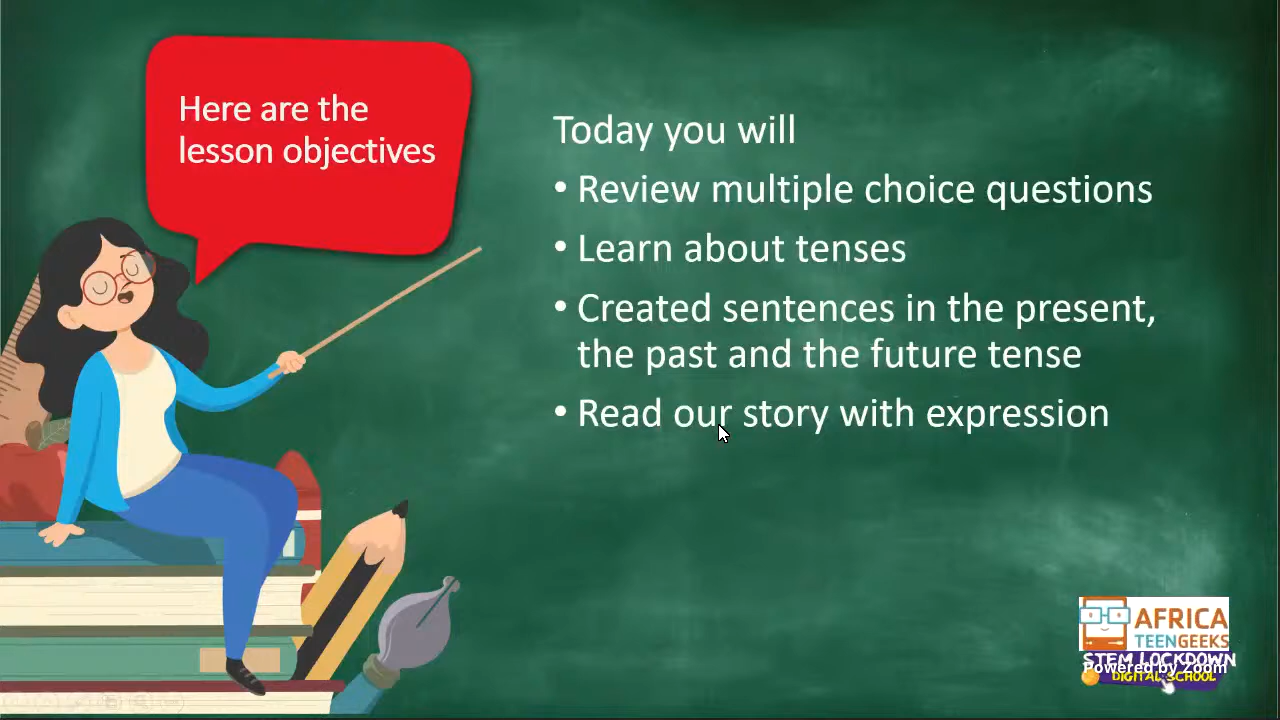 Here are the
lesson objectives
Today you will
• Review multiple choice questions
• Learn about tenses
• Created sentences in the present,
the past and the future tense
• Read our story with expression
AFRICA
TEENGEEKS
STEM LOCKDOWN
Powered by Zoom
DIGITAL SCHOOL